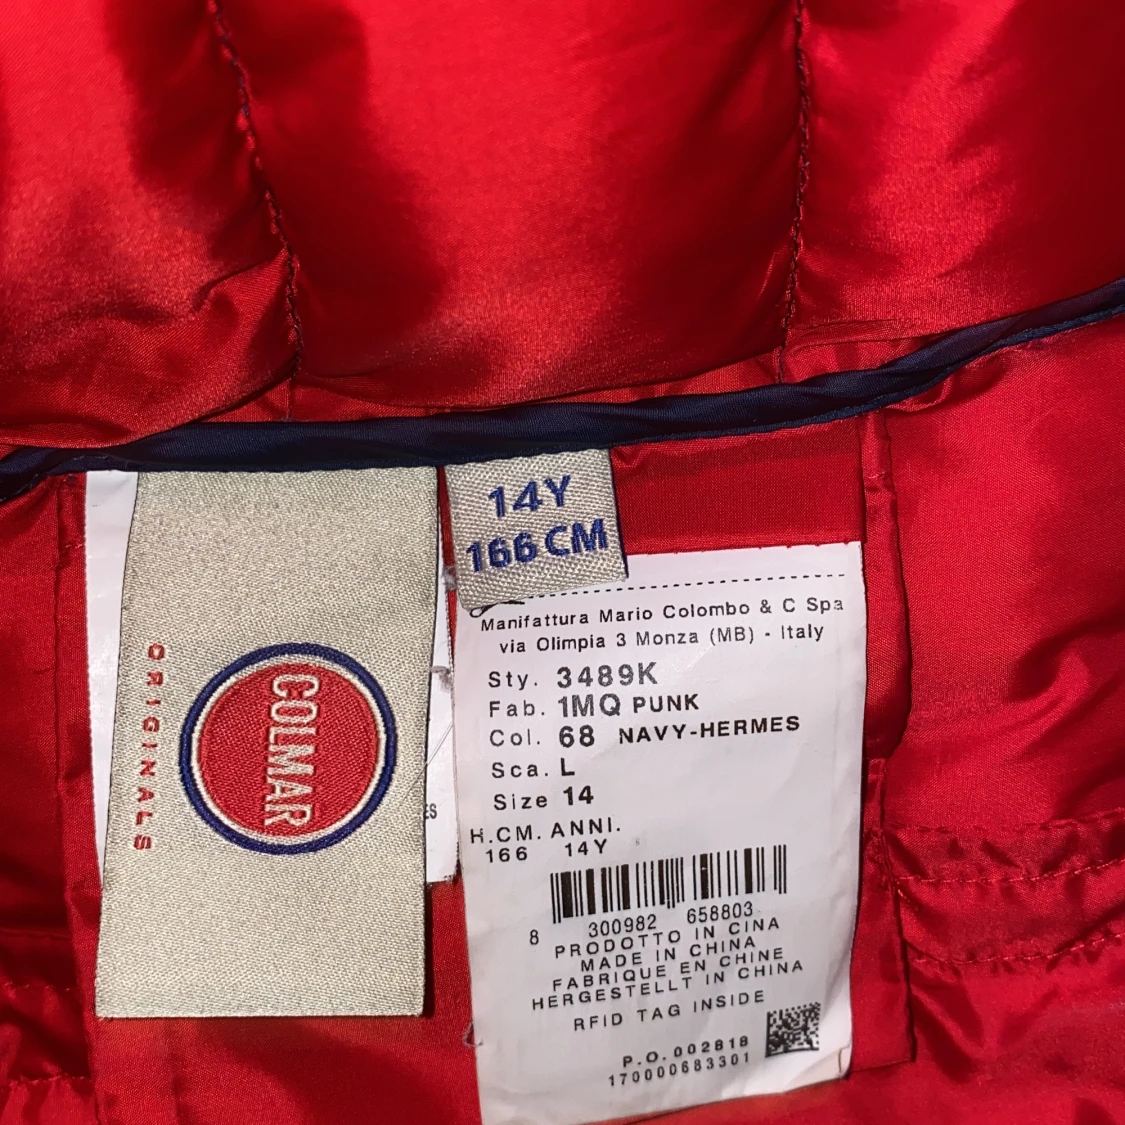 14Y
166 CM
ORIGINALS
COLMAR
ES
Manifattura Mario Colombo & C Spa
via Olimpia 3 Monza (MB) - Italy
Sty. 3489K
Fab. 1MQ PUNK
Col. 68 NAVY-HERMES
Sca. L
Size 14
H.CM. ANNI.
166 14Y
8 300982 658803
PRODOTTO IN CINA
MADE IN CHINA
FABRIQUE EN CHINE
HERGESTELLT IN CHINA
RFID TAG INSIDE
P.O. 002818
170000683301